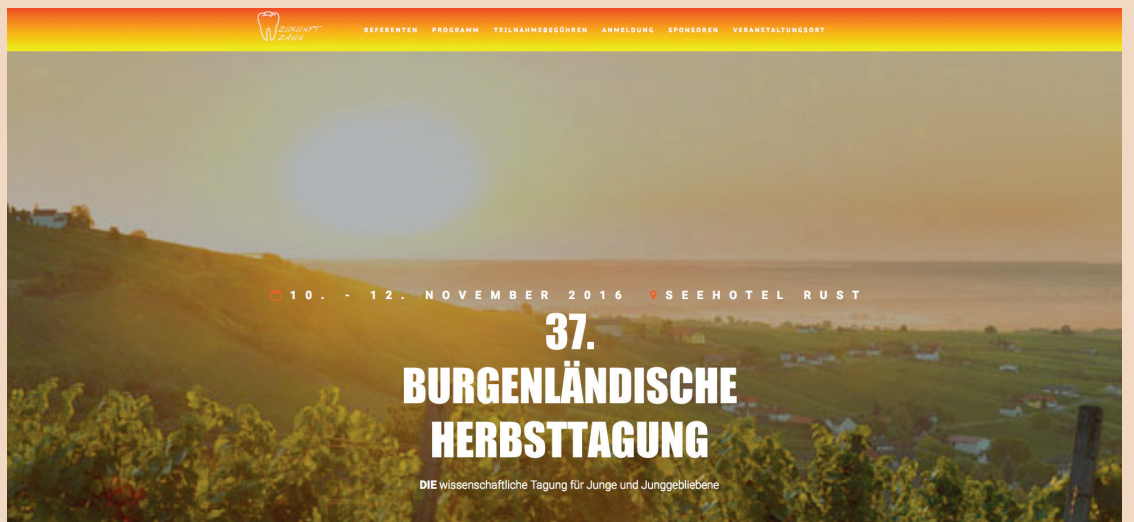 ZUKUNFT
ZAHN
REFERENTEN PROGRAMM TEILNAHMEBEGÜHREN ANMELDUNG SPONSOREN VERANSTALTUNGSORT
10. - 12. NOVEMBER 2016 SEEHOTEL RUST
37.
BURGENLÄNDISCHE
HERBSTTAGUNG
DIE wissenschaftliche Tagung für Junge und Junggebliebene